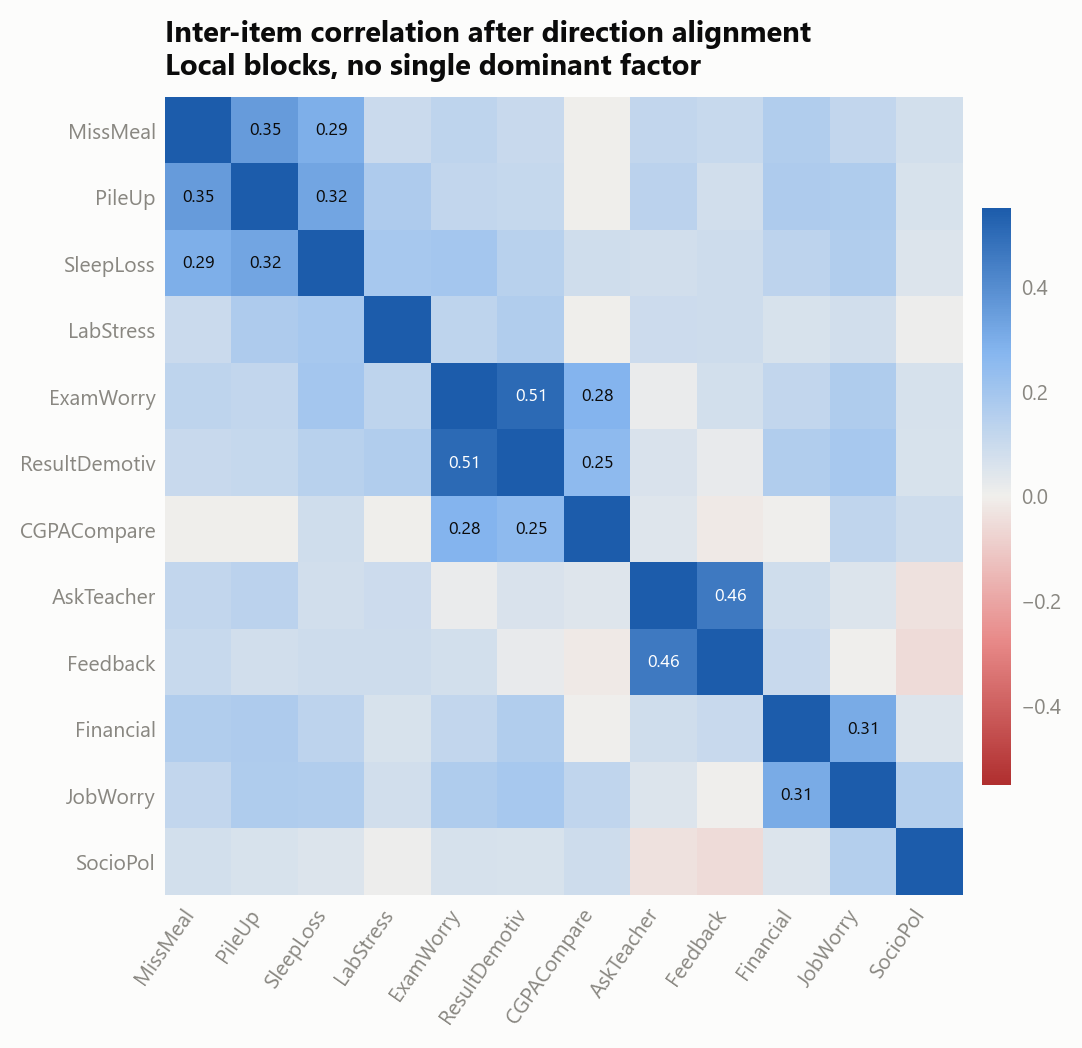 Inter-item correlation after direction alignment
Local blocks, no single dominant factor
MissMeal 0.35 0.29
PileUp 0.35 0.32
SleepLoss 0.29 0.32
LabStress
ExamWorry 0.51 0.28
ResultDemotiv 0.51 0.25
CGPACompare 0.28 0.25
AskTeacher 0.46
Feedback 0.46
Financial 0.31
JobWorry 0.31
SocioPol
MissMeal PileUp SleepLoss LabStress ExamWorry ResultDemotiv CGPACompare AskTeacher Feedback Financial JobWorry SocioPol
0.4
0.2
0.0
−0.2
−0.4